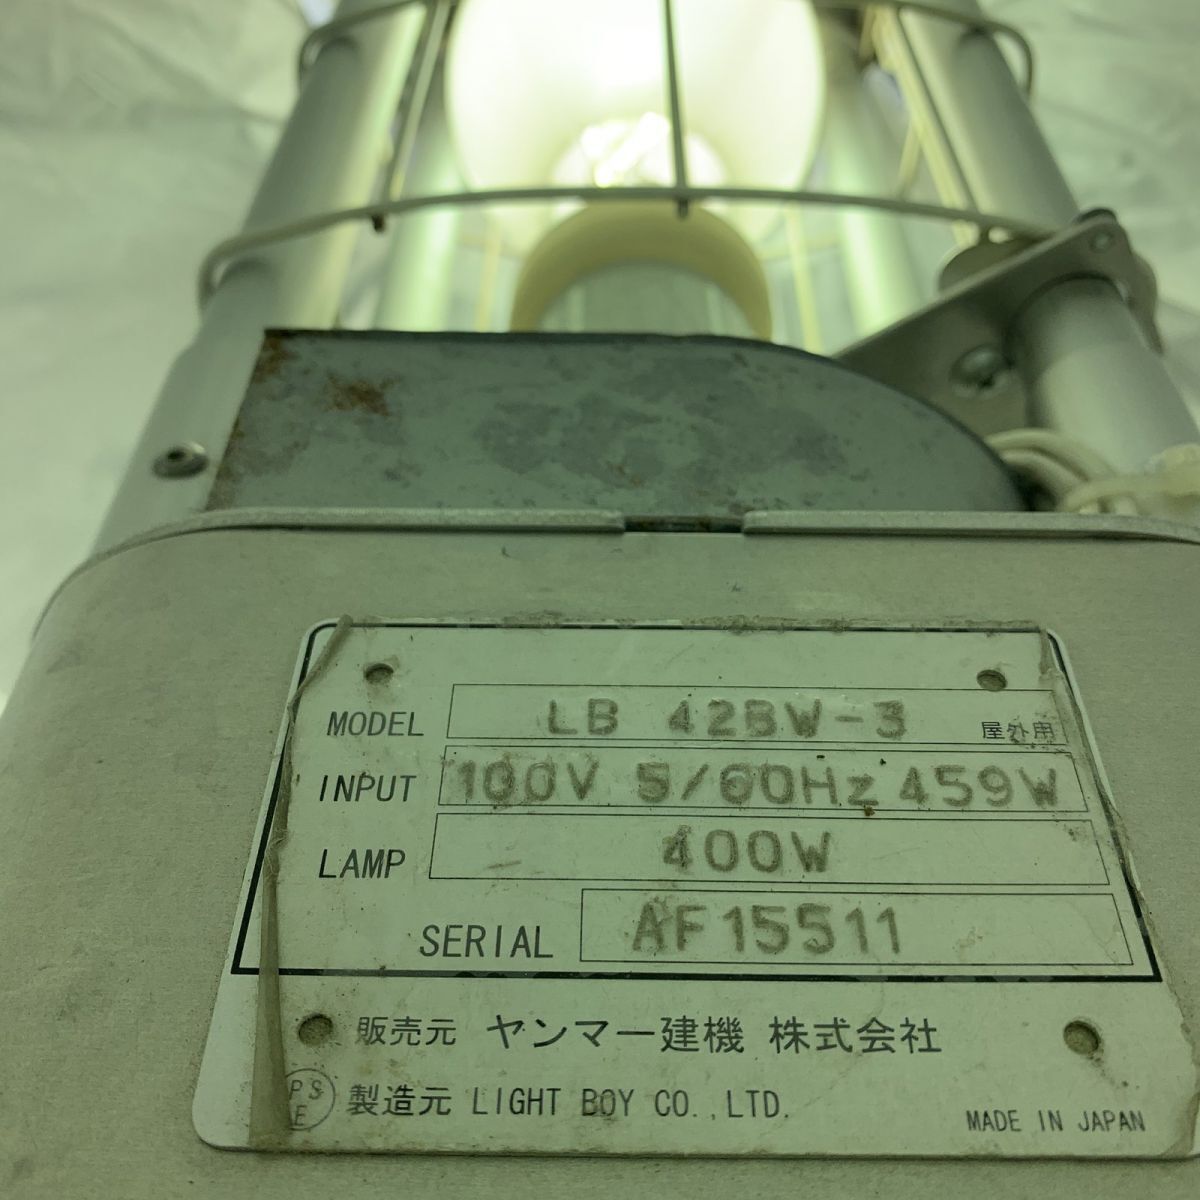 MODEL LB 42BW-3 屋外用
INPUT 100V 5/60Hz 459W
LAMP 400W
SERIAL AF15511
販売元 ヤンマー建機 株式会社
PSE 製造元 LIGHT BOY CO.,LTD.
MADE IN JAPAN